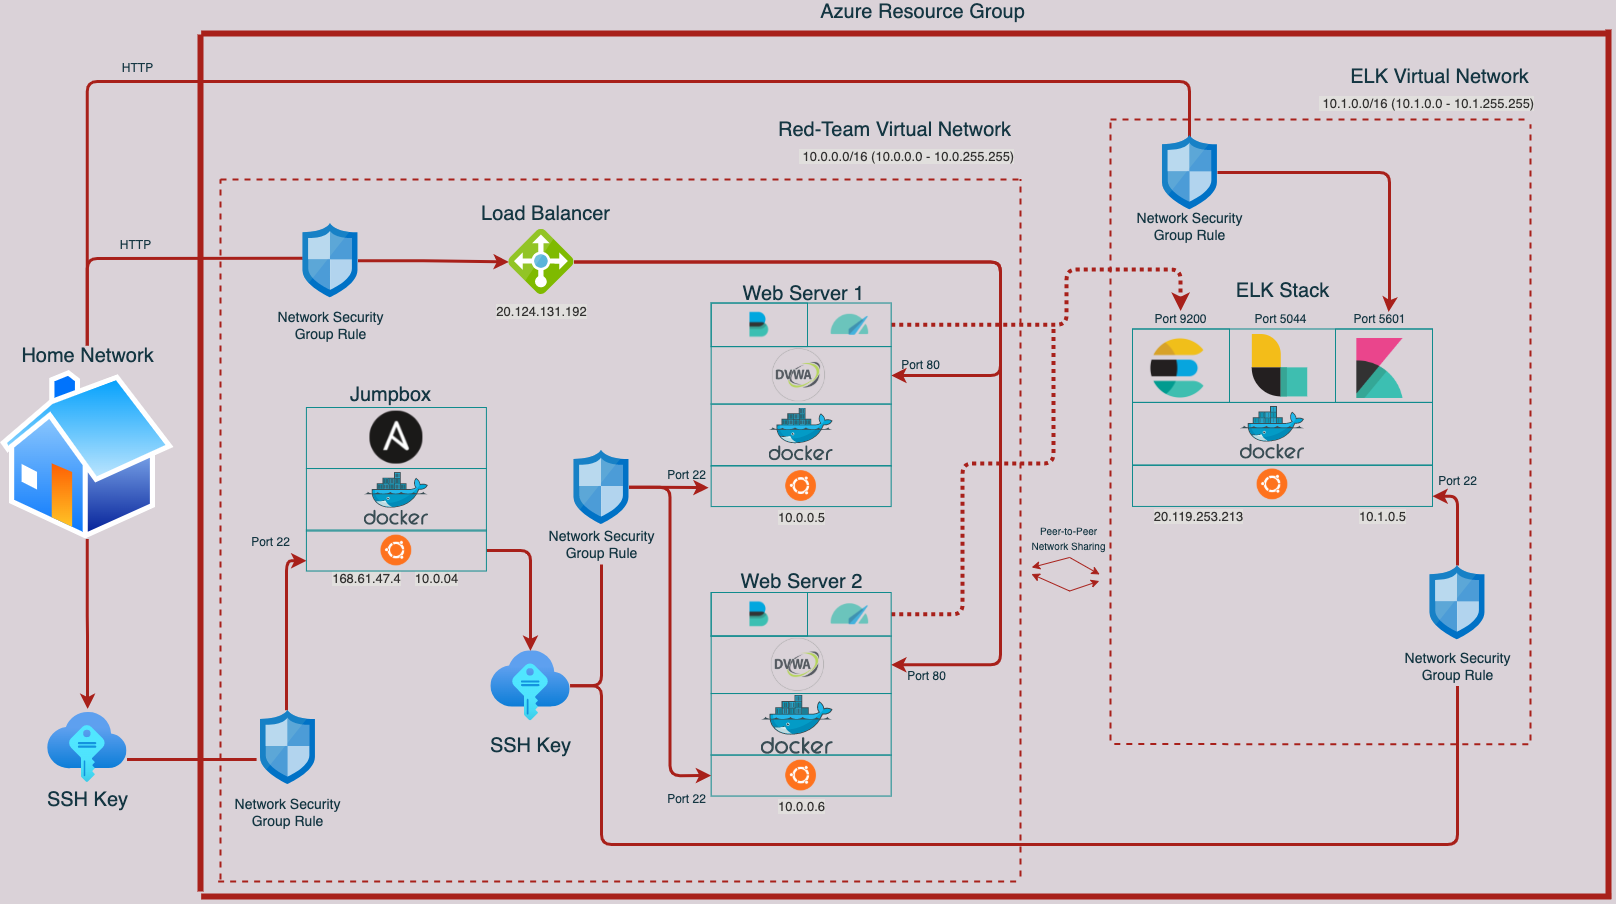 Azure Resource Group
HTTP
ELK Virtual Network
10.1.0.0/16 (10.1.0.0 - 10.1.255.255)
Red-Team Virtual Network
10.0.0.0/16 (10.0.0.0 - 10.0.255.255)
Network Security
Group Rule
Load Balancer
HTTP
20.124.131.192
Network Security
Group Rule
Web Server 1
ELK Stack
Port 9200
Port 5044
Port 5601
Home Network
Port 80
DVWA
Jumpbox
docker
docker
Port 22
Port 22
docker
10.0.0.5
20.119.253.213
10.1.0.5
Network Security
Group Rule
Peer-to-Peer
Network Sharing
Port 22
168.61.47.4
10.0.04
Web Server 2
DVWA
Port 80
Network Security
Group Rule
docker
SSH Key
SSH Key
Port 22
10.0.0.6
Network Security
Group Rule